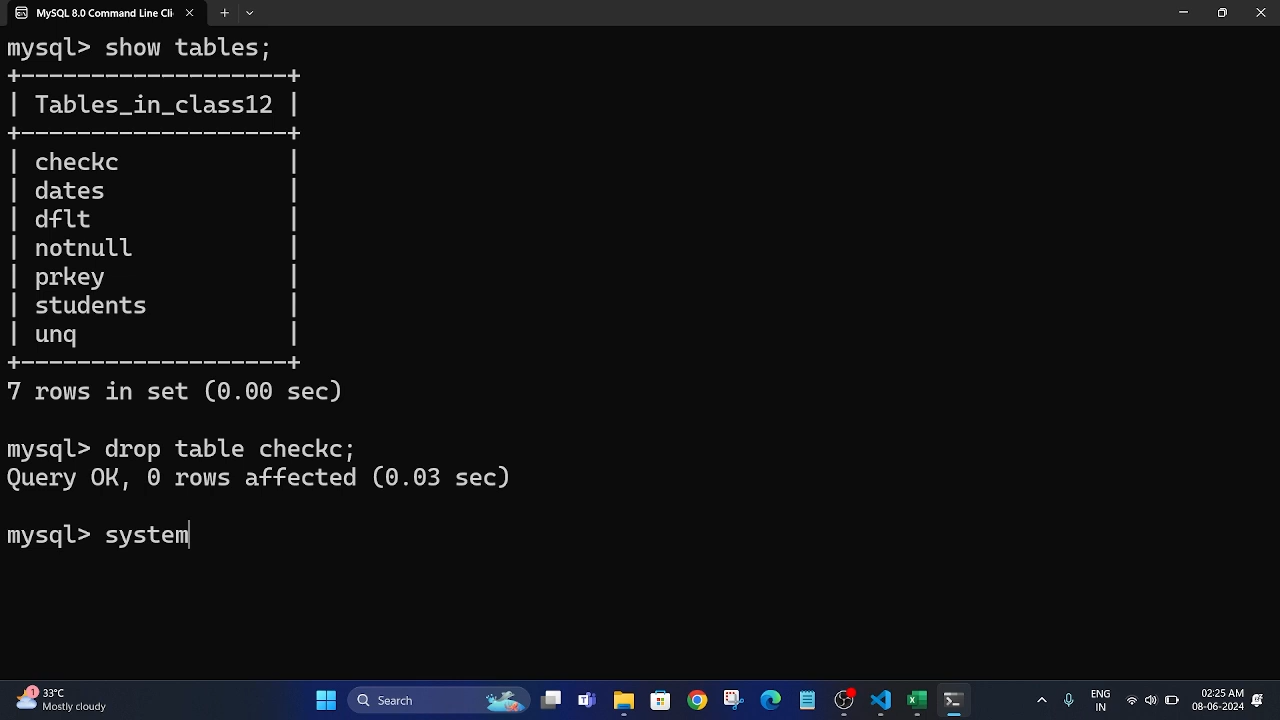 MySQL 8.0 Command Line Cli
mysql> show tables;
+-------------------+
| Tables_in_class12 |
+-------------------+
| checkc            |
| dates             |
| dflt              |
| notnull           |
| prkey             |
| students          |
| unq               |
+-------------------+
7 rows in set (0.00 sec)
mysql> drop table checkc;
Query OK, 0 rows affected (0.03 sec)
mysql> system
1
33°C
Mostly cloudy
Search
ENG
IN
02:25 AM
08-06-2024